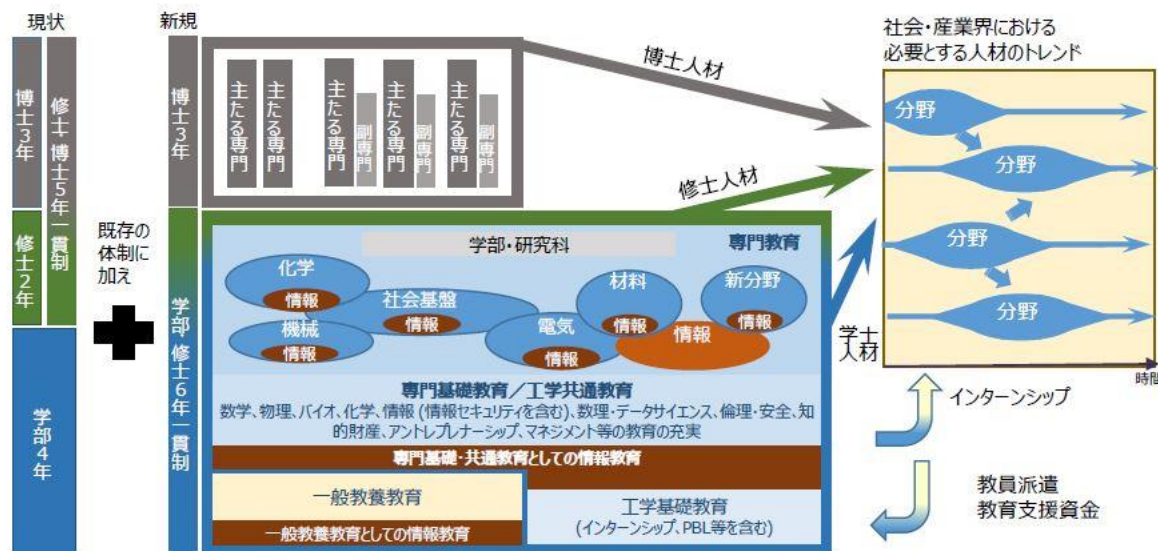 現状
新規
博士3年
修士・博士5年一貫制
修士2年
学部4年
既存の
体制に
加え
博士3年
学部・修士6年一貫制
主たる専門
主たる専門
主たる専門
副専門
主たる専門
副専門
主たる専門
副専門
博士人材
修士人材
学士
人材
学部・研究科
専門教育
化学
情報
機械
情報
社会基盤
情報
電気
情報
材料
情報
情報
新分野
情報
専門基礎教育／工学共通教育
数学、物理、バイオ、化学、情報 (情報セキュリティを含む)、数理・データサイエンス、倫理・安全、知
的財産、アントレプレナーシップ、マネジメント等の教育の充実
専門基礎・共通教育としての情報教育
一般教養教育
一般教養教育としての情報教育
工学基礎教育
(インターンシップ、PBL等を含む)
社会・産業界における
必要とする人材のトレンド
分野
分野
分野
分野
時間
インターンシップ
教員派遣
教育支援資金